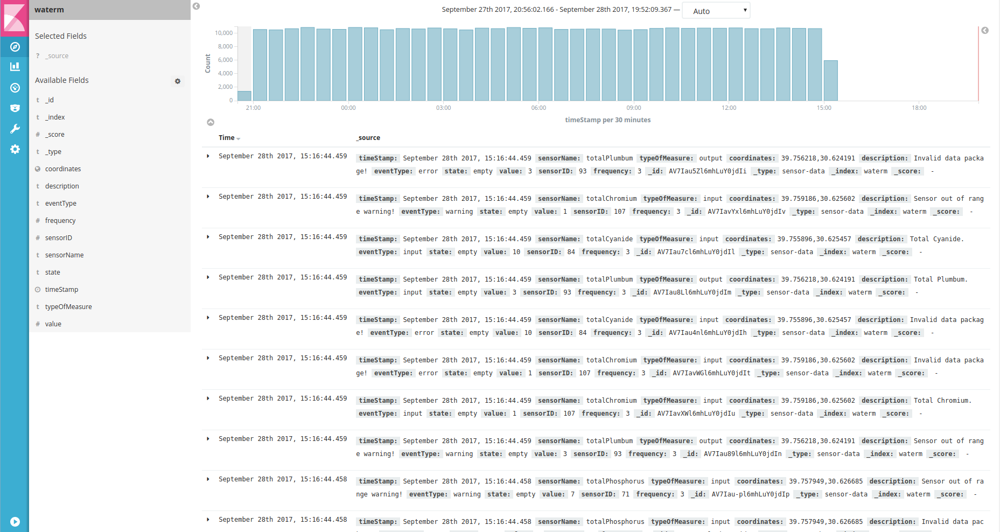 waterm
Selected Fields
? _source
Available Fields
t _id
t _index
# _score
t _type
coordinates
t description
t eventType
# frequency
# sensorID
t sensorName
t state
timeStamp
t typeOfMeasure
# value
September 27th 2017, 20:56:02.166 - September 28th 2017, 19:52:09.367 — Auto
Count
10,000
8,000
6,000
4,000
2,000
0
21:00 00:00 03:00 06:00 09:00 12:00 15:00 18:00
timeStamp per 30 minutes
Time _source
September 28th 2017, 15:16:44.459 timeStamp: September 28th 2017, 15:16:44.459 sensorName: totalPlumbum typeOfMeasure: output coordinates: 39.756218,30.624191 description: Invalid data packa
ge! eventType: error state: empty value: 3 sensorID: 93 frequency: 3 _id: AV7Iau5Zl6mhLuY0jdIi _type: sensor-data _index: waterm _score: -
September 28th 2017, 15:16:44.459 timeStamp: September 28th 2017, 15:16:44.459 sensorName: totalChromium typeOfMeasure: input coordinates: 39.759186,30.625602 description: Sensor out of rang
e warning! eventType: warning state: empty value: 1 sensorID: 107 frequency: 3 _id: AV7IavYxl6mhLuY0jdIv _type: sensor-data _index: waterm _score: -
September 28th 2017, 15:16:44.459 timeStamp: September 28th 2017, 15:16:44.459 sensorName: totalCyanide typeOfMeasure: input coordinates: 39.755896,30.625457 description: Total Cyanide.
eventType: input state: empty value: 10 sensorID: 84 frequency: 3 _id: AV7Iau7cl6mhLuY0jdIl _type: sensor-data _index: waterm _score: -
September 28th 2017, 15:16:44.459 timeStamp: September 28th 2017, 15:16:44.459 sensorName: totalPlumbum typeOfMeasure: output coordinates: 39.756218,30.624191 description: Total Plumbum.
eventType: input state: empty value: 3 sensorID: 93 frequency: 3 _id: AV7Iau8Ll6mhLuY0jdIm _type: sensor-data _index: waterm _score: -
September 28th 2017, 15:16:44.459 timeStamp: September 28th 2017, 15:16:44.459 sensorName: totalCyanide typeOfMeasure: input coordinates: 39.755896,30.625457 description: Invalid data packag
e! eventType: error state: empty value: 10 sensorID: 84 frequency: 3 _id: AV7Iau4nl6mhLuY0jdIh _type: sensor-data _index: waterm _score: -
September 28th 2017, 15:16:44.459 timeStamp: September 28th 2017, 15:16:44.459 sensorName: totalChromium typeOfMeasure: input coordinates: 39.759186,30.625602 description: Invalid data packa
ge! eventType: error state: empty value: 1 sensorID: 107 frequency: 3 _id: AV7IavWGl6mhLuY0jdIt _type: sensor-data _index: waterm _score: -
September 28th 2017, 15:16:44.459 timeStamp: September 28th 2017, 15:16:44.459 sensorName: totalChromium typeOfMeasure: input coordinates: 39.759186,30.625602 description: Total Chromium.
eventType: input state: empty value: 1 sensorID: 107 frequency: 3 _id: AV7IavXWl6mhLuY0jdIu _type: sensor-data _index: waterm _score: -
September 28th 2017, 15:16:44.459 timeStamp: September 28th 2017, 15:16:44.459 sensorName: totalPlumbum typeOfMeasure: output coordinates: 39.756218,30.624191 description: Sensor out of rang
e warning! eventType: warning state: empty value: 3 sensorID: 93 frequency: 3 _id: AV7Iau89l6mhLuY0jdIn _type: sensor-data _index: waterm _score: -
September 28th 2017, 15:16:44.458 timeStamp: September 28th 2017, 15:16:44.458 sensorName: totalPhosphorus typeOfMeasure: input coordinates: 39.757949,30.626685 description: Sensor out of ra
nge warning! eventType: warning state: empty value: 7 sensorID: 71 frequency: 3 _id: AV7Iau-pl6mhLuY0jdIp _type: sensor-data _index: waterm _score: -
September 28th 2017, 15:16:44.458 timeStamp: September 28th 2017, 15:16:44.458 sensorName: totalPhosphorus typeOfMeasure: input coordinates: 39.757949,30.626685 description: Invalid data pac